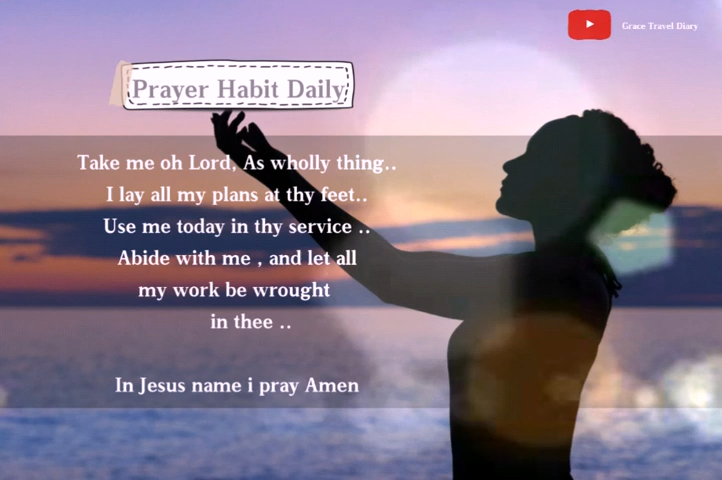 Grace Travel Diary
Prayer Habit Daily
Take me oh Lord, As wholly thing..
I lay all my plans at thy feet..
Use me today in thy service ..
Abide with me , and let all
my work be wrought
in thee ..
In Jesus name i pray Amen